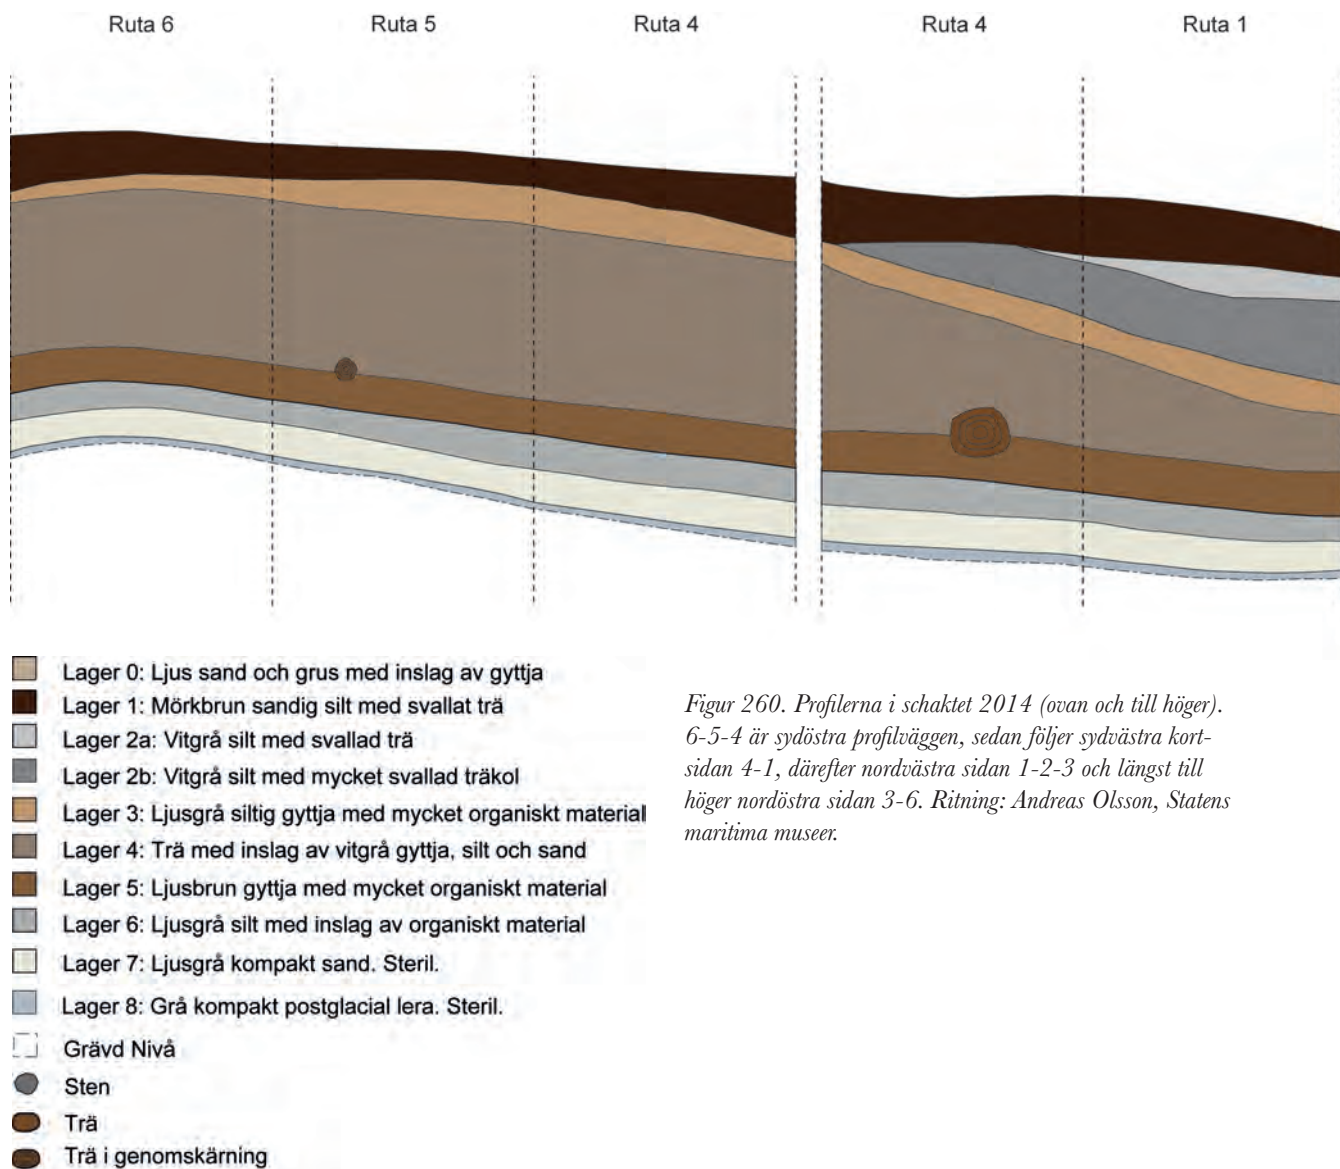 Ruta 6 Ruta 5 Ruta 4 Ruta 4 Ruta 1
Lager 0: Ljus sand och grus med inslag av gyttja
Lager 1: Mörkbrun sandig silt med svallat trä
Lager 2a: Vitgrå silt med svallad trä
Lager 2b: Vitgrå silt med mycket svallad träkol
Lager 3: Ljusgrå siltig gyttja med mycket organiskt material
Lager 4: Trä med inslag av vitgrå gyttja, silt och sand
Lager 5: Ljusbrun gyttja med mycket organiskt material
Lager 6: Ljusgrå silt med inslag av organiskt material
Lager 7: Ljusgrå kompakt sand. Steril.
Lager 8: Grå kompakt postglacial lera. Steril.
Grävd Nivå
Sten
Trä
Trä i genomskärning
Figur 260. Profilerna i schaktet 2014 (ovan och till höger).
6-5-4 är sydöstra profilväggen, sedan följer sydvästra kort-
sidan 4-1, därefter nordvästra sidan 1-2-3 och längst till
höger nordöstra sidan 3-6. Ritning: Andreas Olsson, Statens
maritima museer.